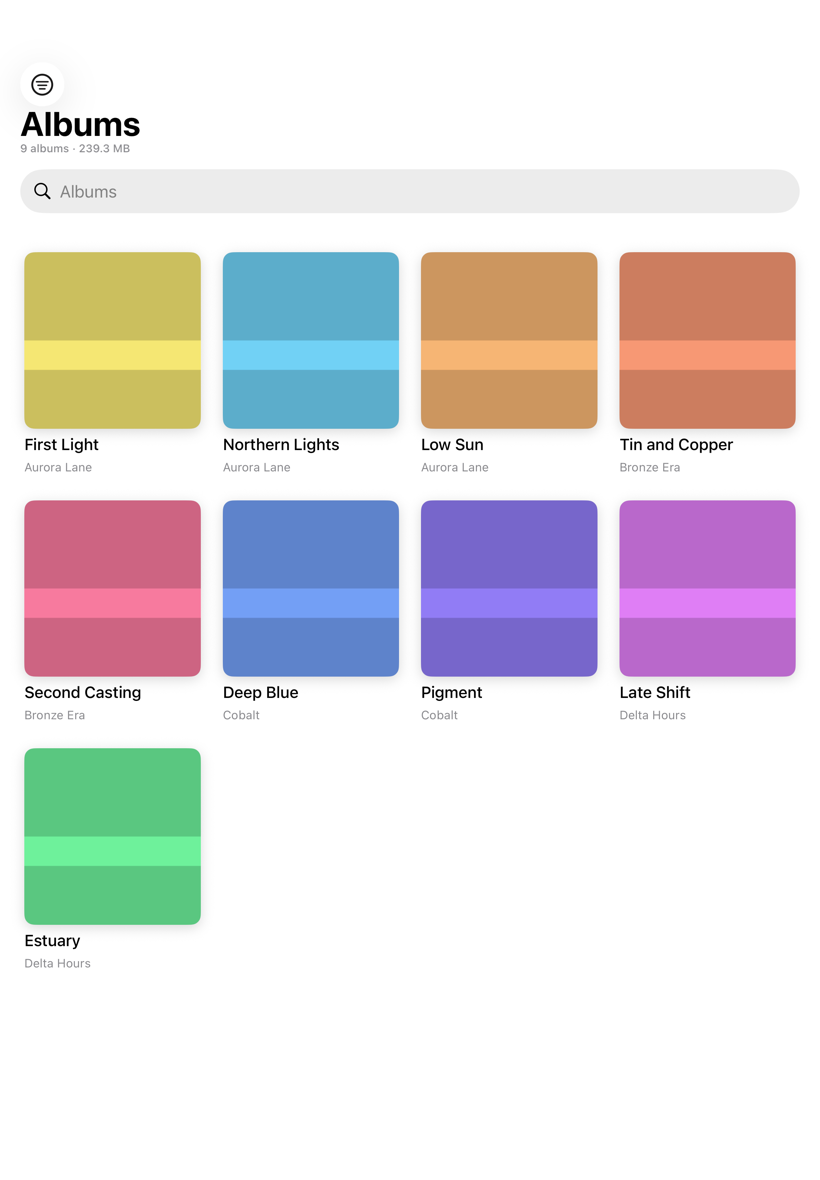 Albums
9 albums · 239.3 MB
Albums
First Light
Aurora Lane
Northern Lights
Aurora Lane
Low Sun
Aurora Lane
Tin and Copper
Bronze Era
Second Casting
Bronze Era
Deep Blue
Cobalt
Pigment
Cobalt
Late Shift
Delta Hours
Estuary
Delta Hours